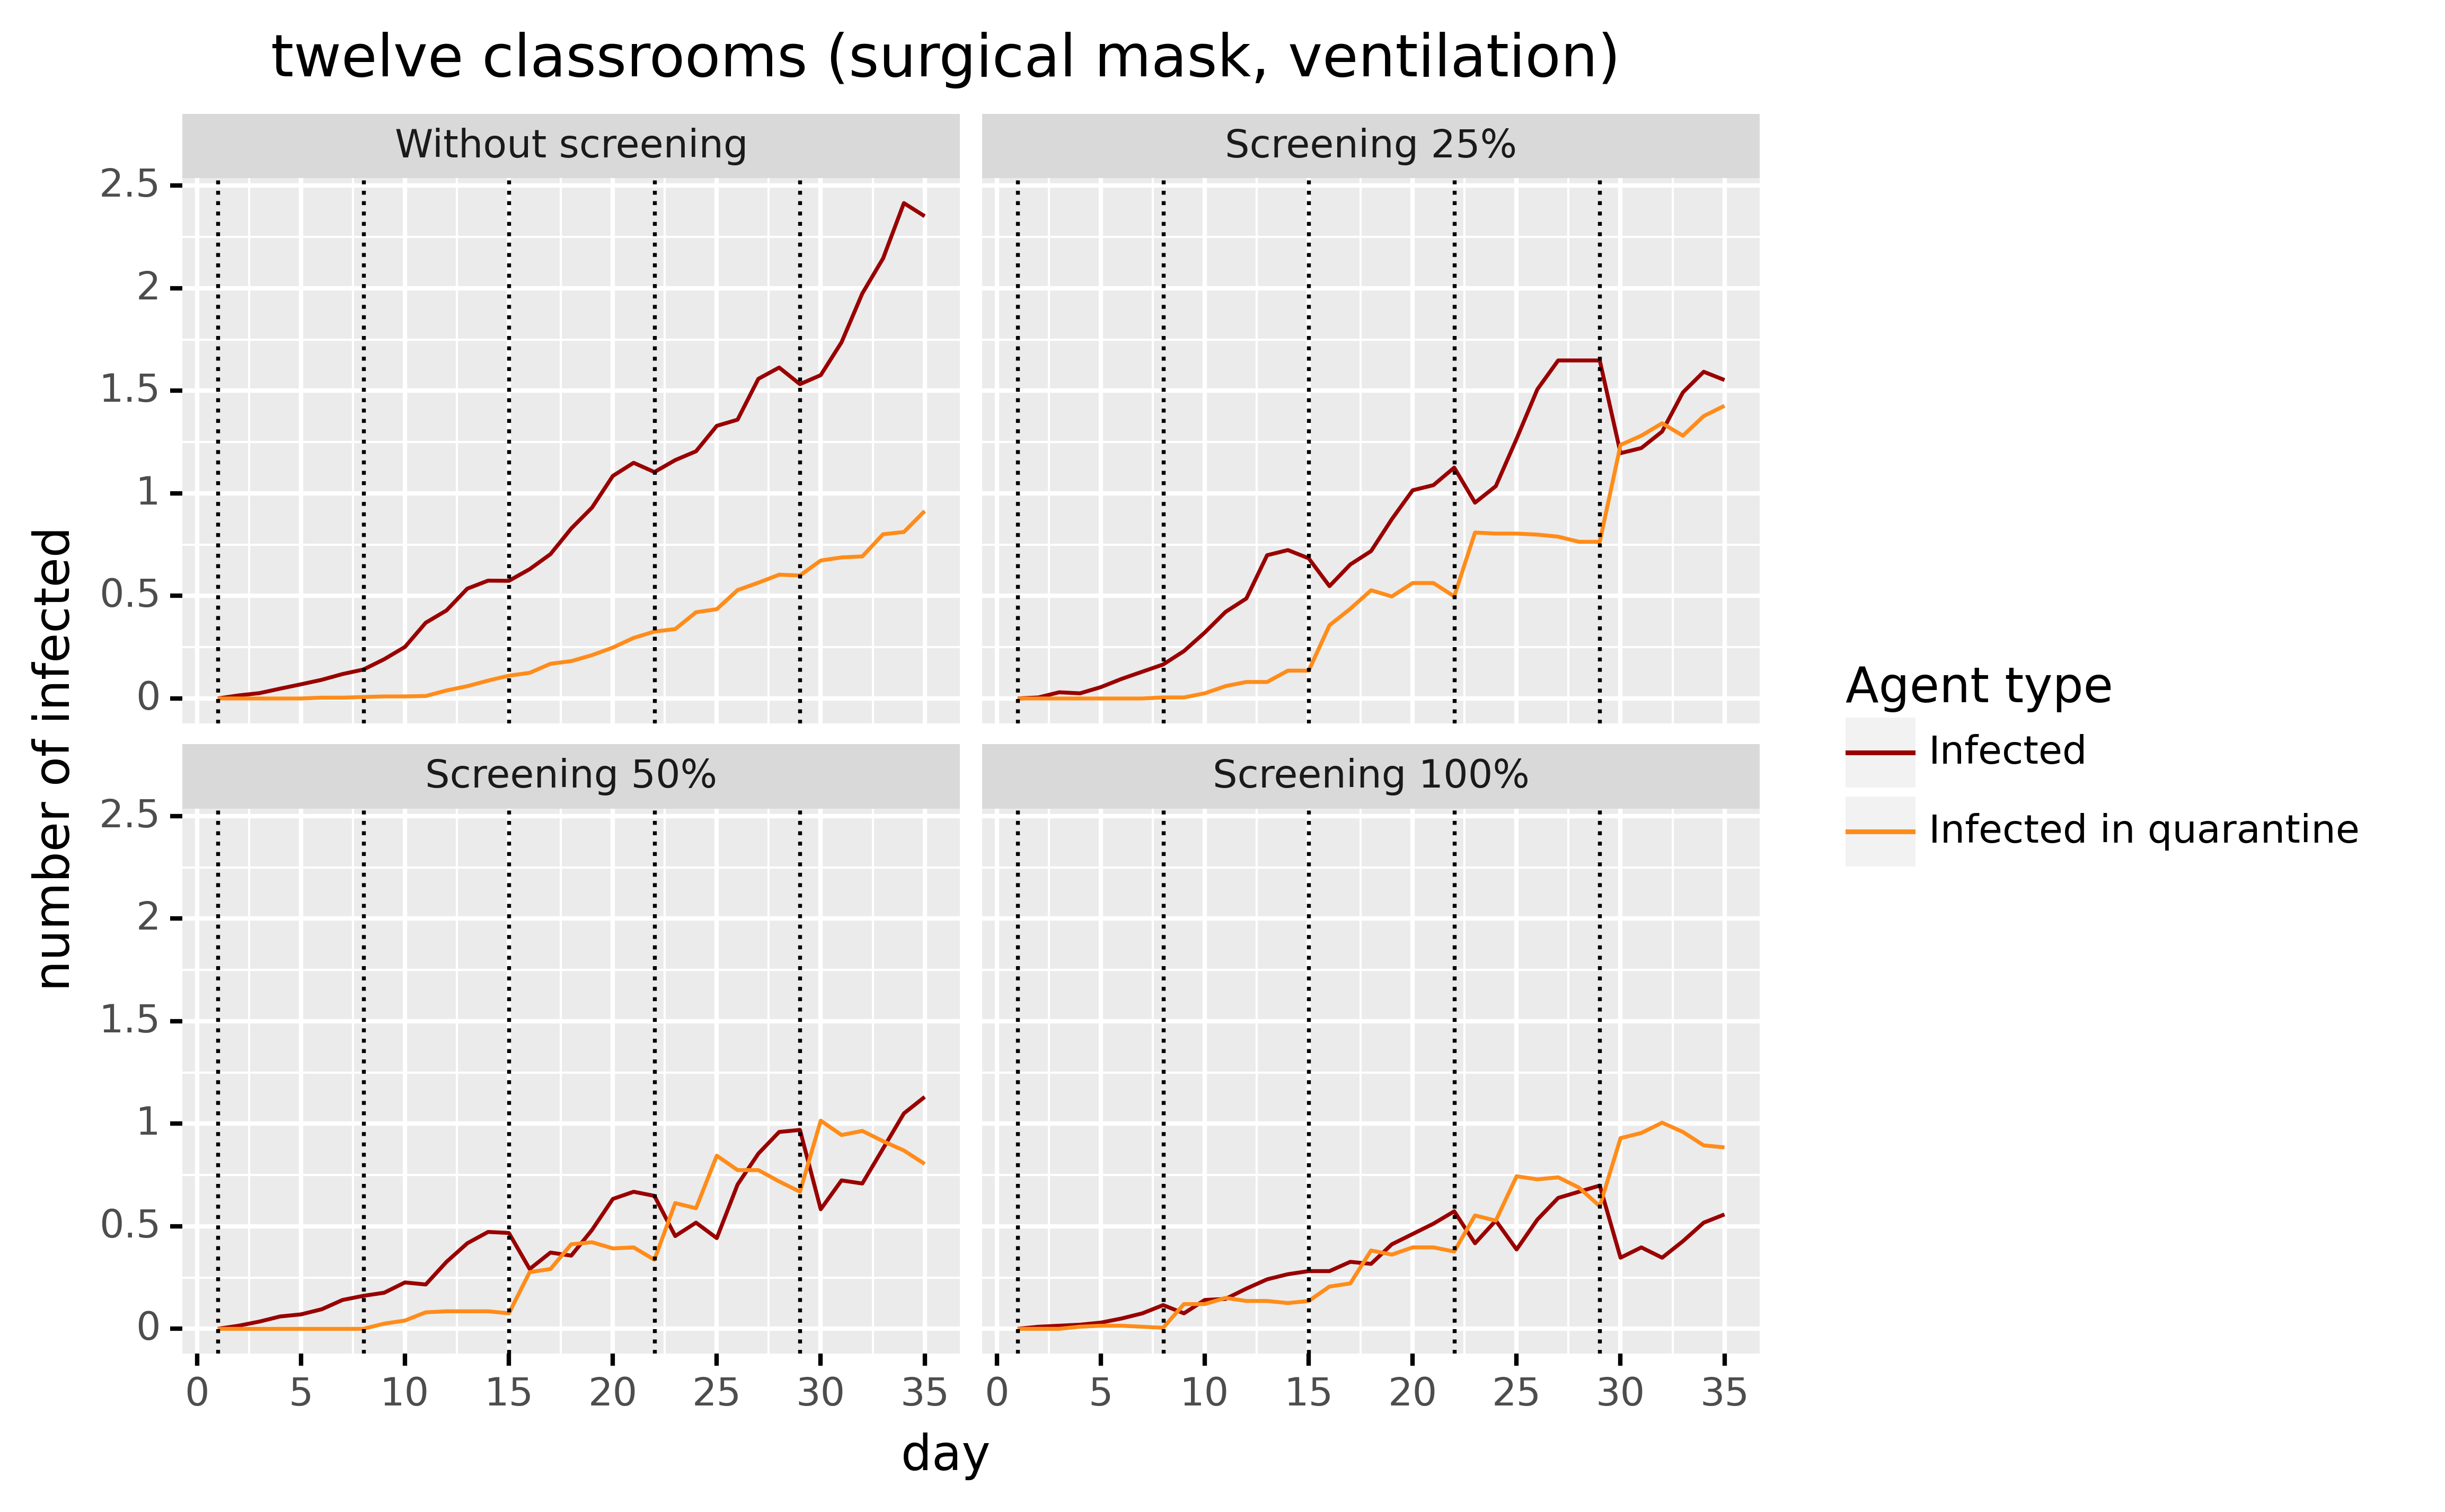 twelve classrooms (surgical mask, ventilation)
Without screening
Screening 25%
2.5
2
1.5
1
0.5
0
Screening 50%
Screening 100%
2.5
2
1.5
1
0.5
0
0 5 10 15 20 25 30 35
0 5 10 15 20 25 30 35
day
number of infected
Agent type
Infected
Infected in quarantine